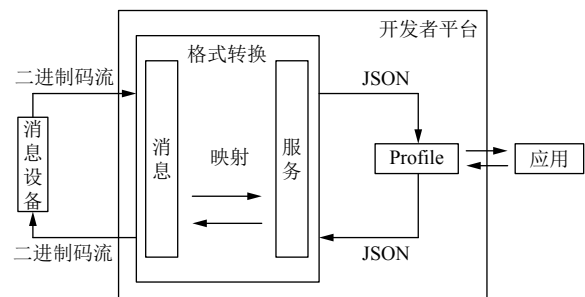 开发者平台
格式转换
二进制码流
JSON
消息设备
消息
映射
服务
Profile
应用
二进制码流
JSON